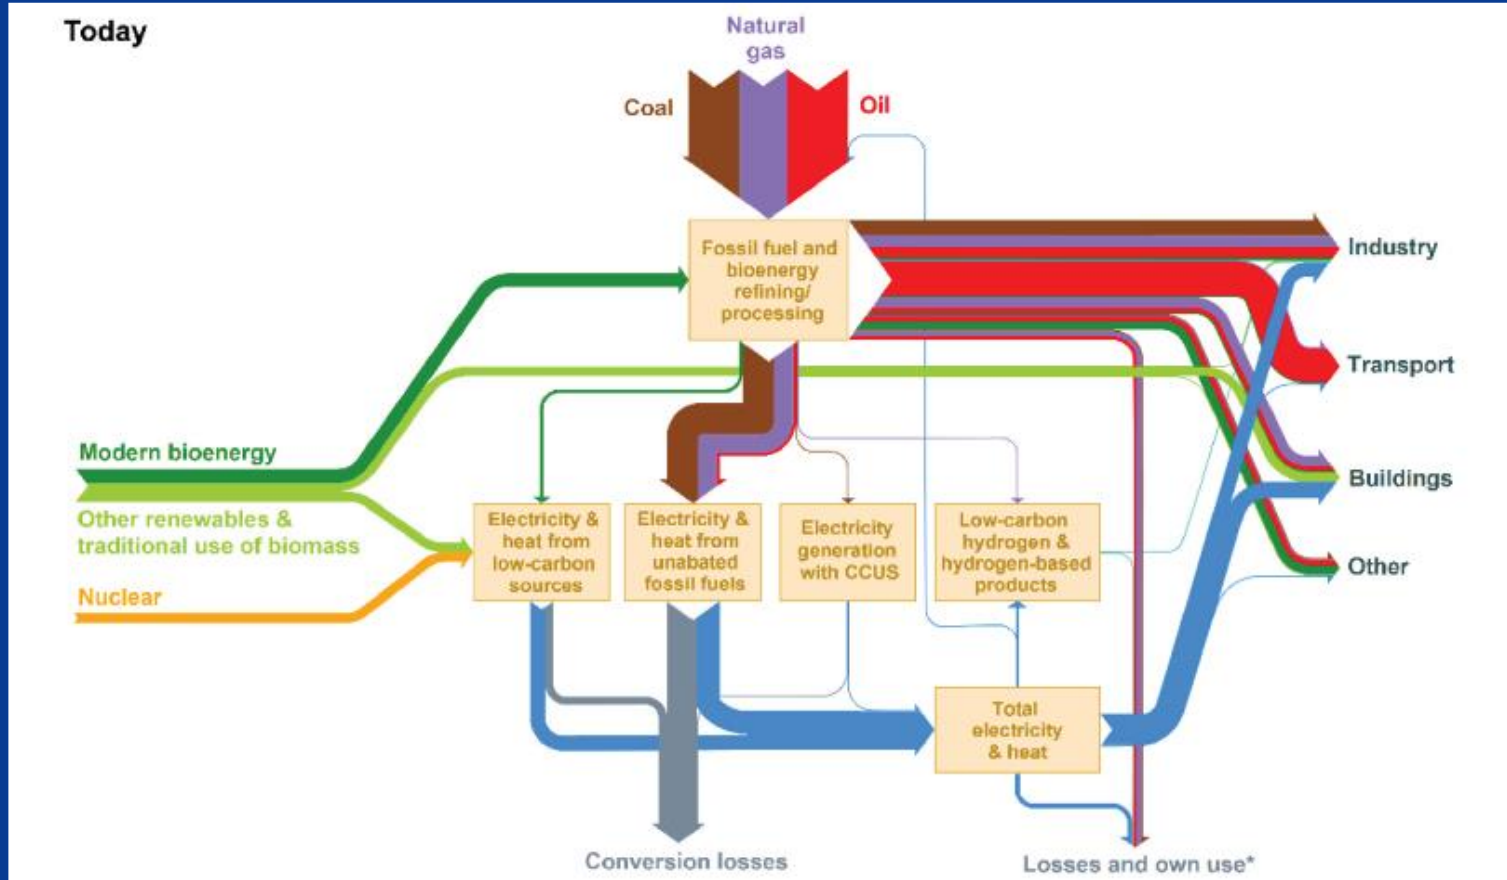 Today
Natural
gas
Coal
Oil
Fossil fuel and
bioenergy
refining/
processing
Industry
Transport
Buildings
Other
Modern bioenergy
Other renewables &
traditional use of biomass
Nuclear
Electricity &
heat from
low-carbon
sources
Electricity &
heat from
unabated
fossil fuels
Electricity
generation
with CCUS
Low-carbon
hydrogen &
hydrogen-based
products
Total
electricity
& heat
Conversion losses
Losses and own use*